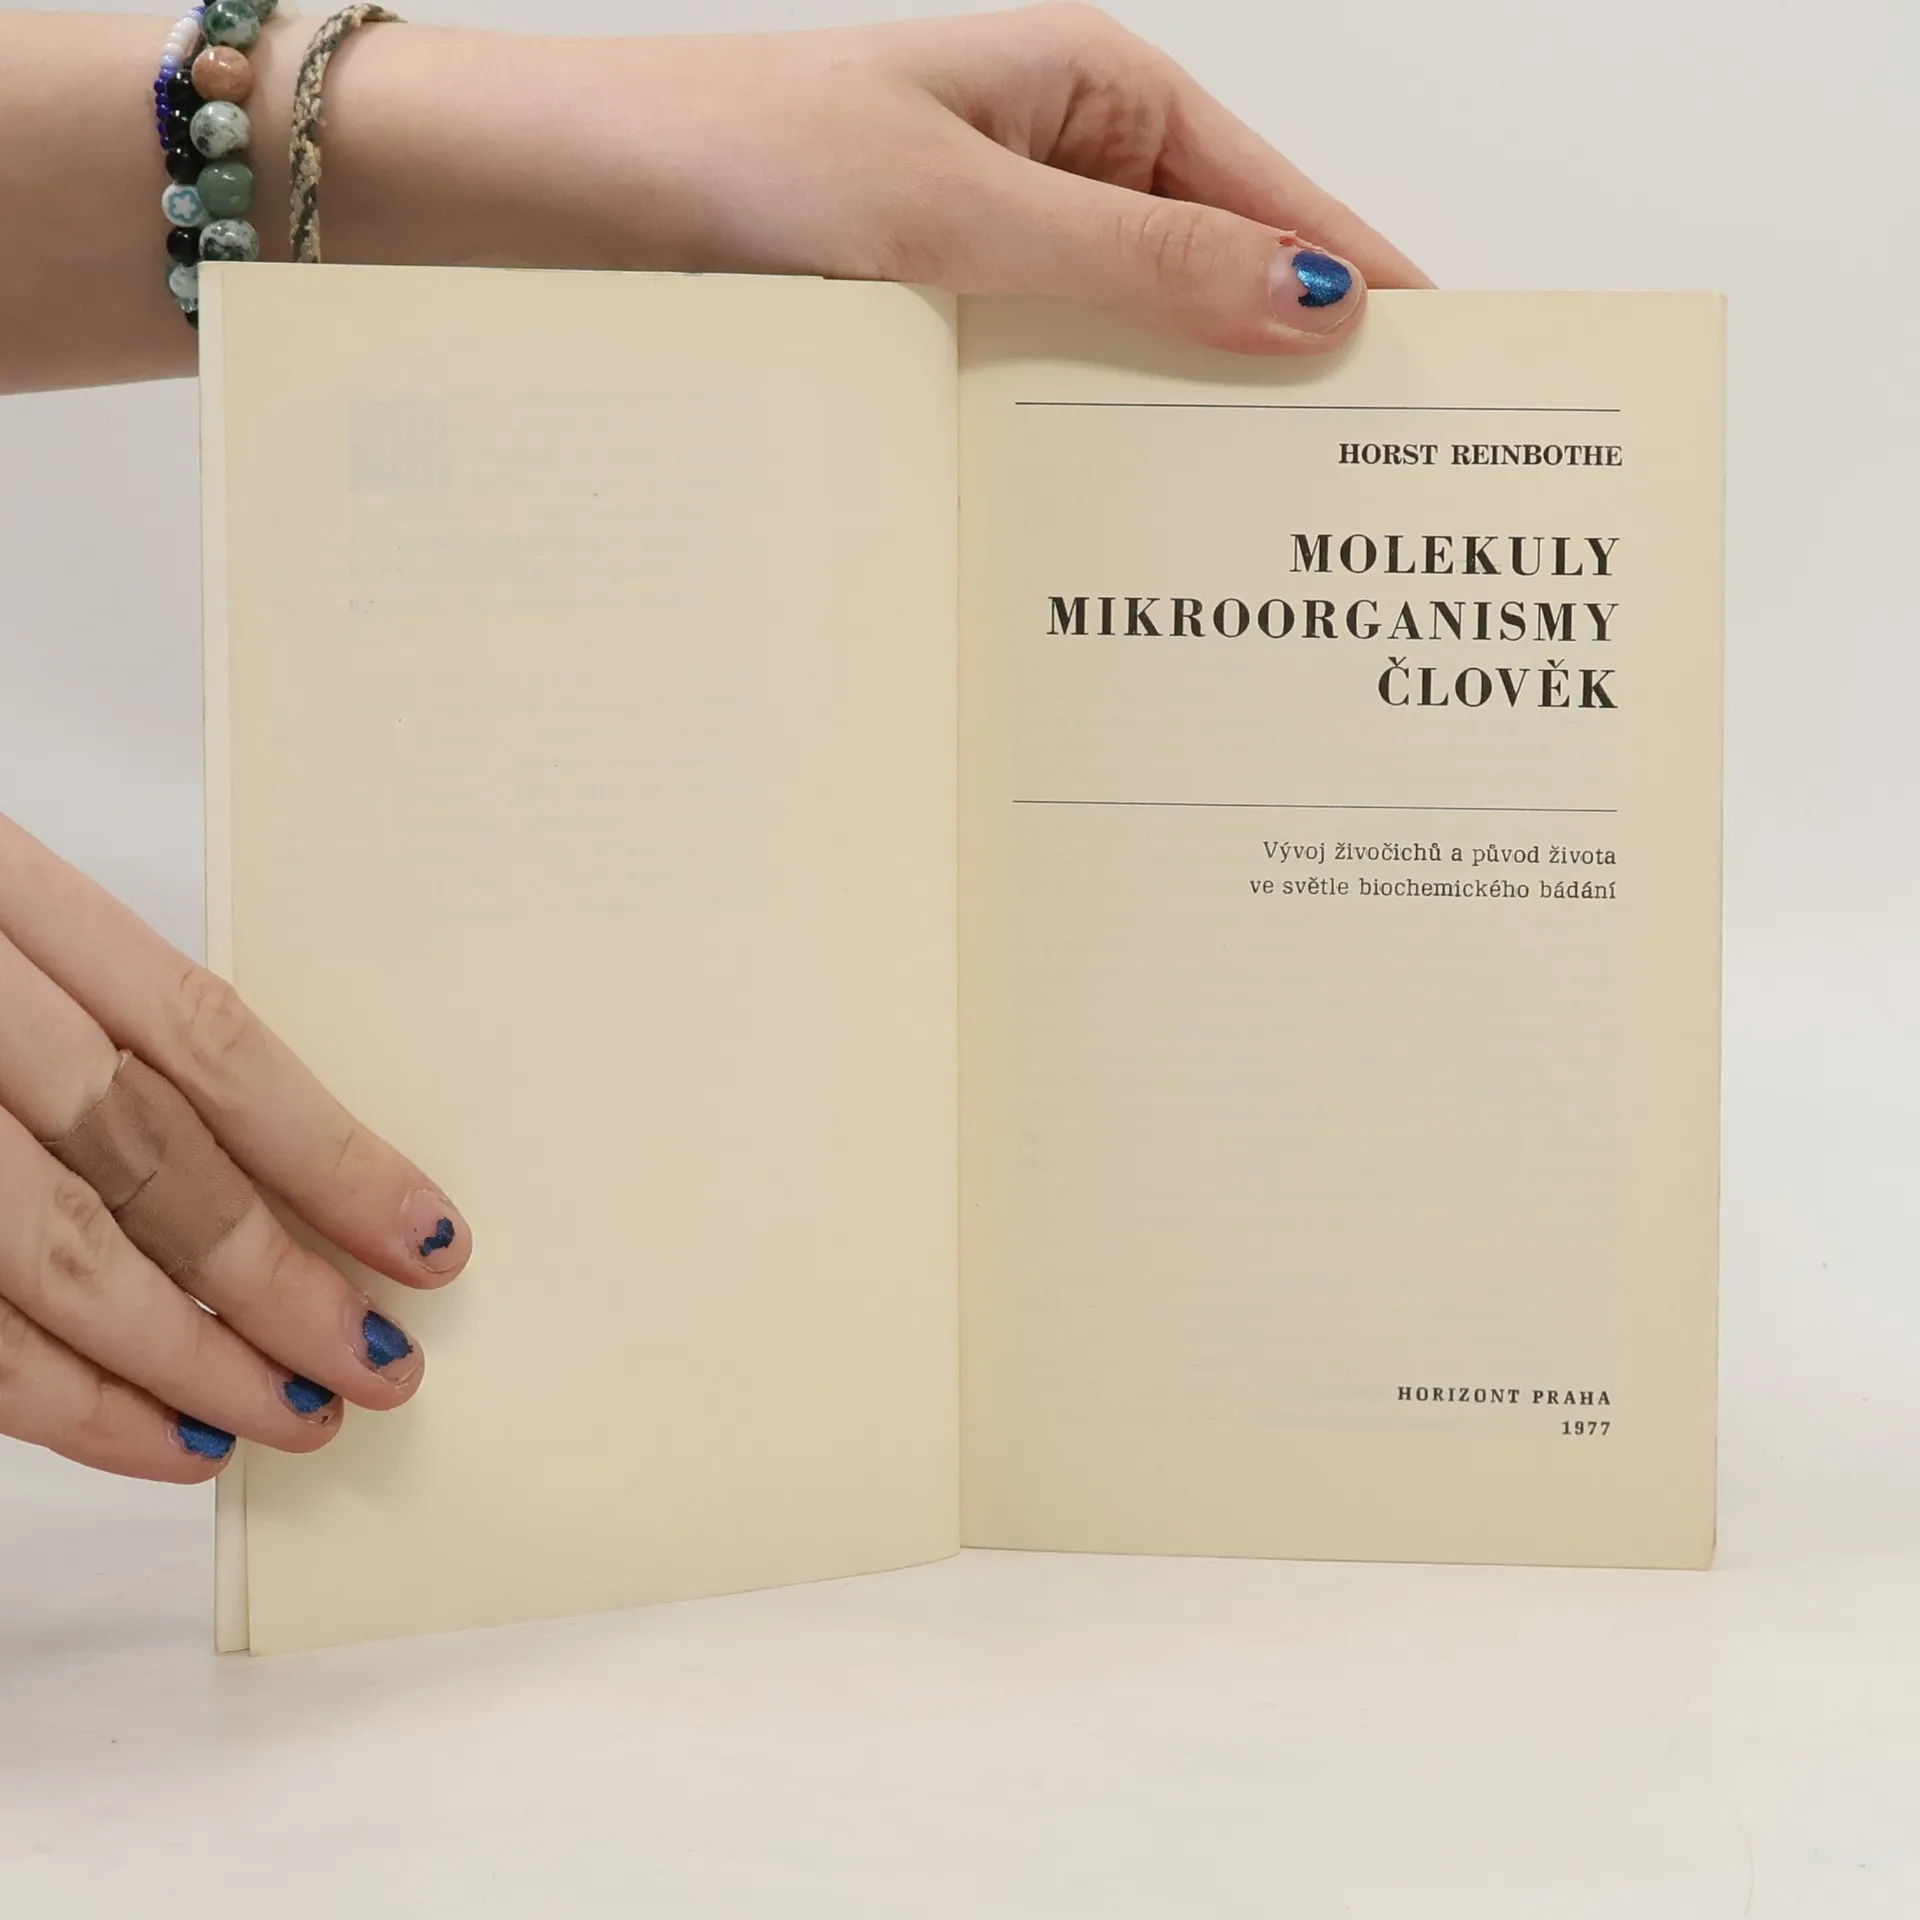 HORST REINBOTHE
MOLEKULY
MIKROORGANISMY
ČLOVĚK
Vývoj živočichů a původ života
ve světle biochemického bádání
HORIZONT PRAHA
1977